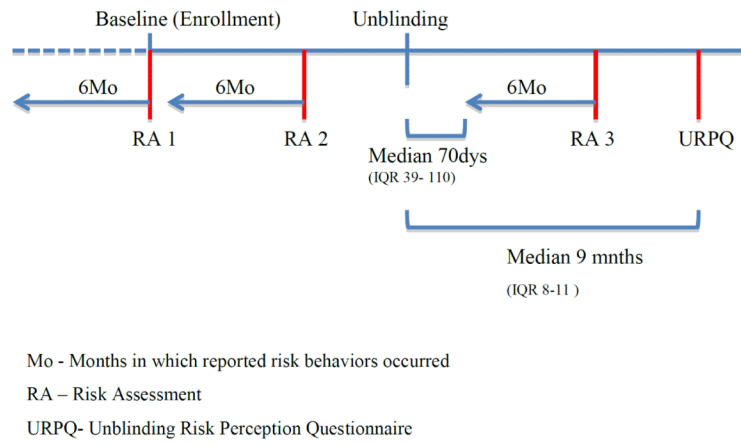 Baseline (Enrollment) Unblinding
6Mo 6Mo 6Mo
RA 1 RA 2 RA 3 URPQ
Median 70dys
(IQR 39- 110)
Median 9 mnths
(IQR 8-11 )
Mo - Months in which reported risk behaviors occurred
RA – Risk Assessment
URPQ- Unblinding Risk Perception Questionnaire